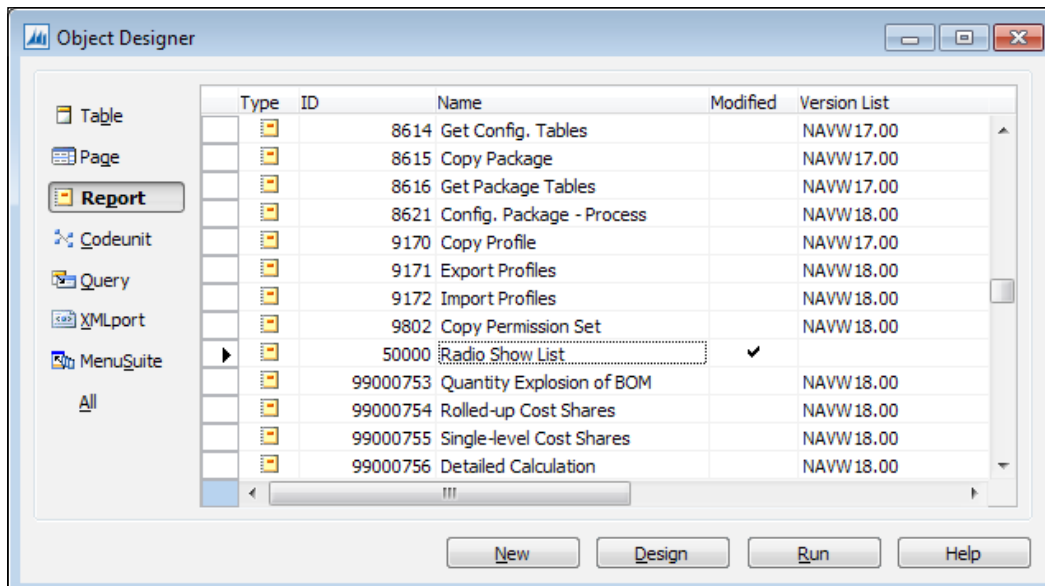 Object Designer
Table
Page
Report
Codeunit
Query
XMLport
MenuSuite
All
Type ID Name Modified Version List
8614 Get Config. Tables NAVW17.00
8615 Copy Package NAVW17.00
8616 Get Package Tables NAVW17.00
8621 Config. Package - Process NAVW18.00
9170 Copy Profile NAVW17.00
9171 Export Profiles NAVW18.00
9172 Import Profiles NAVW18.00
9802 Copy Permission Set NAVW18.00
50000 Radio Show List
99000753 Quantity Explosion of BOM NAVW18.00
99000754 Rolled-up Cost Shares NAVW18.00
99000755 Single-level Cost Shares NAVW18.00
99000756 Detailed Calculation NAVW18.00
New Design Run Help